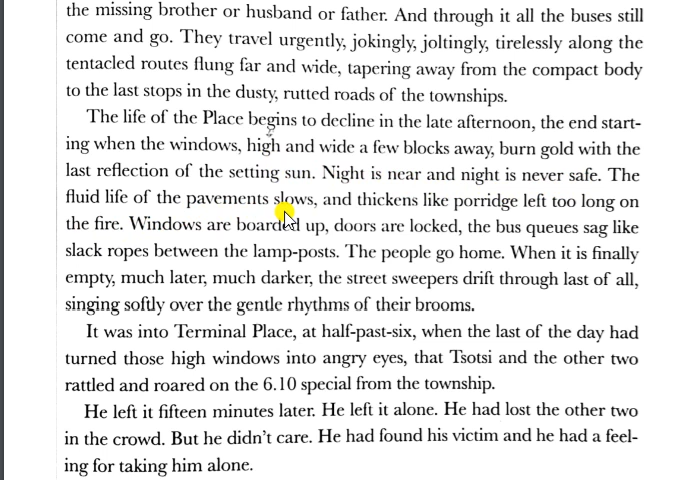 the missing brother or husband or father. And through it all the buses still
come and go. They travel urgently, jokingly, joltingly, tirelessly along the
tentacled routes flung far and wide, tapering away from the compact body
to the last stops in the dusty, rutted roads of the townships.
The life of the Place begins to decline in the late afternoon, the end start-
ing when the windows, high and wide a few blocks away, burn gold with the
last reflection of the setting sun. Night is near and night is never safe. The
fluid life of the pavements slows, and thickens like porridge left too long on
the fire. Windows are boarded up, doors are locked, the bus queues sag like
slack ropes between the lamp-posts. The people go home. When it is finally
empty, much later, much darker, the street sweepers drift through last of all,
singing softly over the gentle rhythms of their brooms.
It was into Terminal Place, at half-past-six, when the last of the day had
turned those high windows into angry eyes, that Tsotsi and the other two
rattled and roared on the 6.10 special from the township.
He left it fifteen minutes later. He left it alone. He had lost the other two
in the crowd. But he didn't care. He had found his victim and he had a feel-
ing for taking him alone.